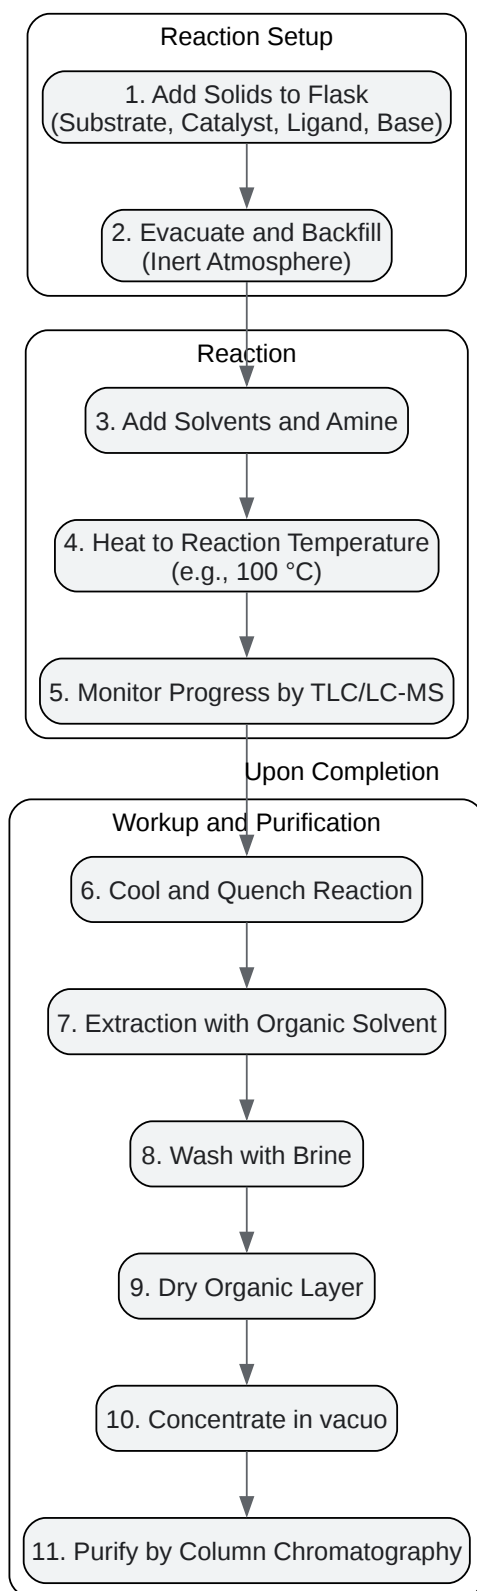 Reaction Setup
1. Add Solids to Flask
(Substrate, Catalyst, Ligand, Base)
2. Evacuate and Backfill
(Inert Atmosphere)
Reaction
3. Add Solvents and Amine
4. Heat to Reaction Temperature
(e.g., 100 °C)
5. Monitor Progress by TLC/LC-MS
Upon Completion
Workup and Purification
6. Cool and Quench Reaction
7. Extraction with Organic Solvent
8. Wash with Brine
9. Dry Organic Layer
10. Concentrate in vacuo
11. Purify by Column Chromatography